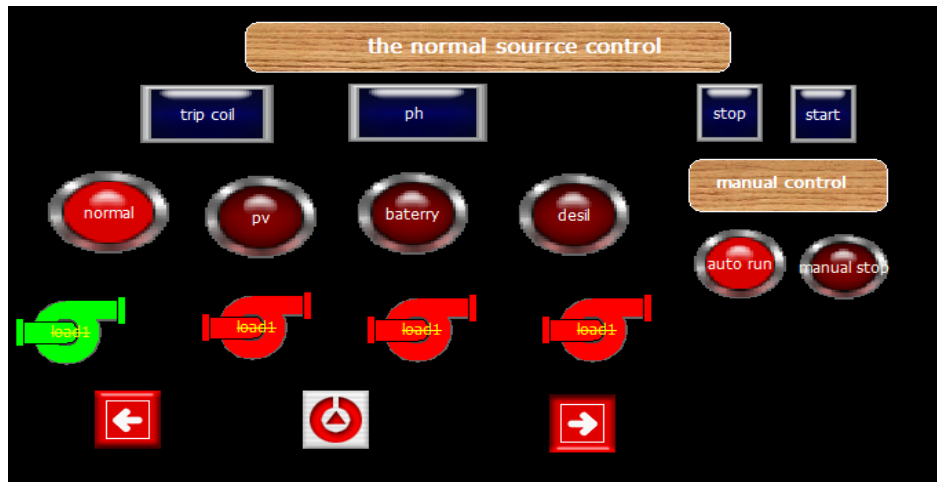 the normal sourrce control
trip coil
ph
stop
start
manual control
normal
pv
baterry
desil
auto run
manual stop
load1
load1
load1
load1